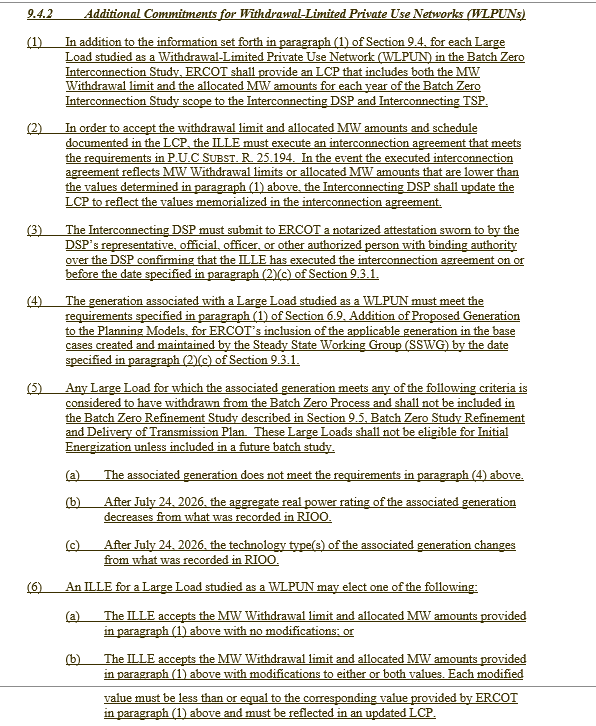 9.4.2 Additional Commitments for Withdrawal-Limited Private Use Networks (WLPUNs)
(1) In addition to the information set forth in paragraph (1) of Section 9.4, for each Large
Load studied as a Withdrawal-Limited Private Use Network (WLPUN) in the Batch Zero
Interconnection Study, ERCOT shall provide an LCP that includes both the MW
Withdrawal limit and the allocated MW amounts for each year of the Batch Zero
Interconnection Study scope to the Interconnecting DSP and Interconnecting TSP.
(2) In order to accept the withdrawal limit and allocated MW amounts and schedule
documented in the LCP, the ILLE must execute an interconnection agreement that meets
the requirements in P.U.C SUBST. R. 25.194. In the event the executed interconnection
agreement reflects MW Withdrawal limits or allocated MW amounts that are lower than
the values determined in paragraph (1) above, the Interconnecting DSP shall update the
LCP to reflect the values memorialized in the interconnection agreement.
(3) The Interconnecting DSP must submit to ERCOT a notarized attestation sworn to by the
DSP's representative, official, officer, or other authorized person with binding authority
over the DSP confirming that the ILLE has executed the interconnection agreement on or
before the date specified in paragraph (2)(c) of Section 9.3.1.
(4) The generation associated with a Large Load studied as a WLPUN must meet the
requirements specified in paragraph (1) of Section 6.9, Addition of Proposed Generation
to the Planning Models, for ERCOT's inclusion of the applicable generation in the base
cases created and maintained by the Steady State Working Group (SSWG) by the date
specified in paragraph (2)(c) of Section 9.3.1.
(5) Any Large Load for which the associated generation meets any of the following criteria is
considered to have withdrawn from the Batch Zero Process and shall not be included in
the Batch Zero Refinement Study described in Section 9.5, Batch Zero Study Refinement
and Delivery of Transmission Plan. These Large Loads shall not be eligible for Initial
Energization unless included in a future batch study.
(a) The associated generation does not meet the requirements in paragraph (4) above.
(b) After July 24, 2026, the aggregate real power rating of the associated generation
decreases from what was recorded in RIOO.
(c) After July 24, 2026, the technology type(s) of the associated generation changes
from what was recorded in RIOO.
(6) An ILLE for a Large Load studied as a WLPUN may elect one of the following:
(a) The ILLE accepts the MW Withdrawal limit and allocated MW amounts provided
in paragraph (1) above with no modifications; or
(b) The ILLE accepts the MW Withdrawal limit and allocated MW amounts provided
in paragraph (1) above with modifications to either or both values. Each modified
value must be less than or equal to the corresponding value provided by ERCOT
in paragraph (1) above and must be reflected in an updated LCP.